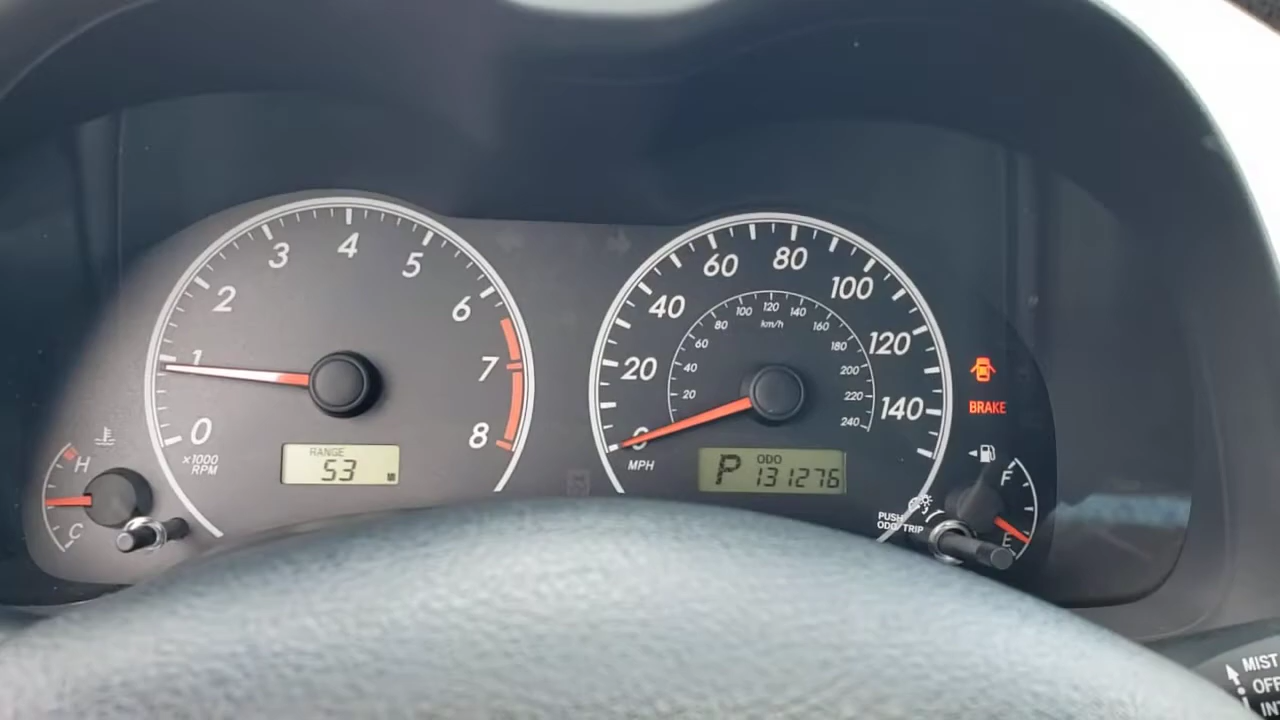 0 1 2 3 4 5 6 7 8
×1000
RPM
H
C
RANGE
53 MI
0 20 40 60 80 100 120 140
MPH
20 40 60 80 100 120 140 160 180 200 220 240
km/h
P ODO
131276
BRAKE
F
E
PUSH
ODO/TRIP
MIST
OFF